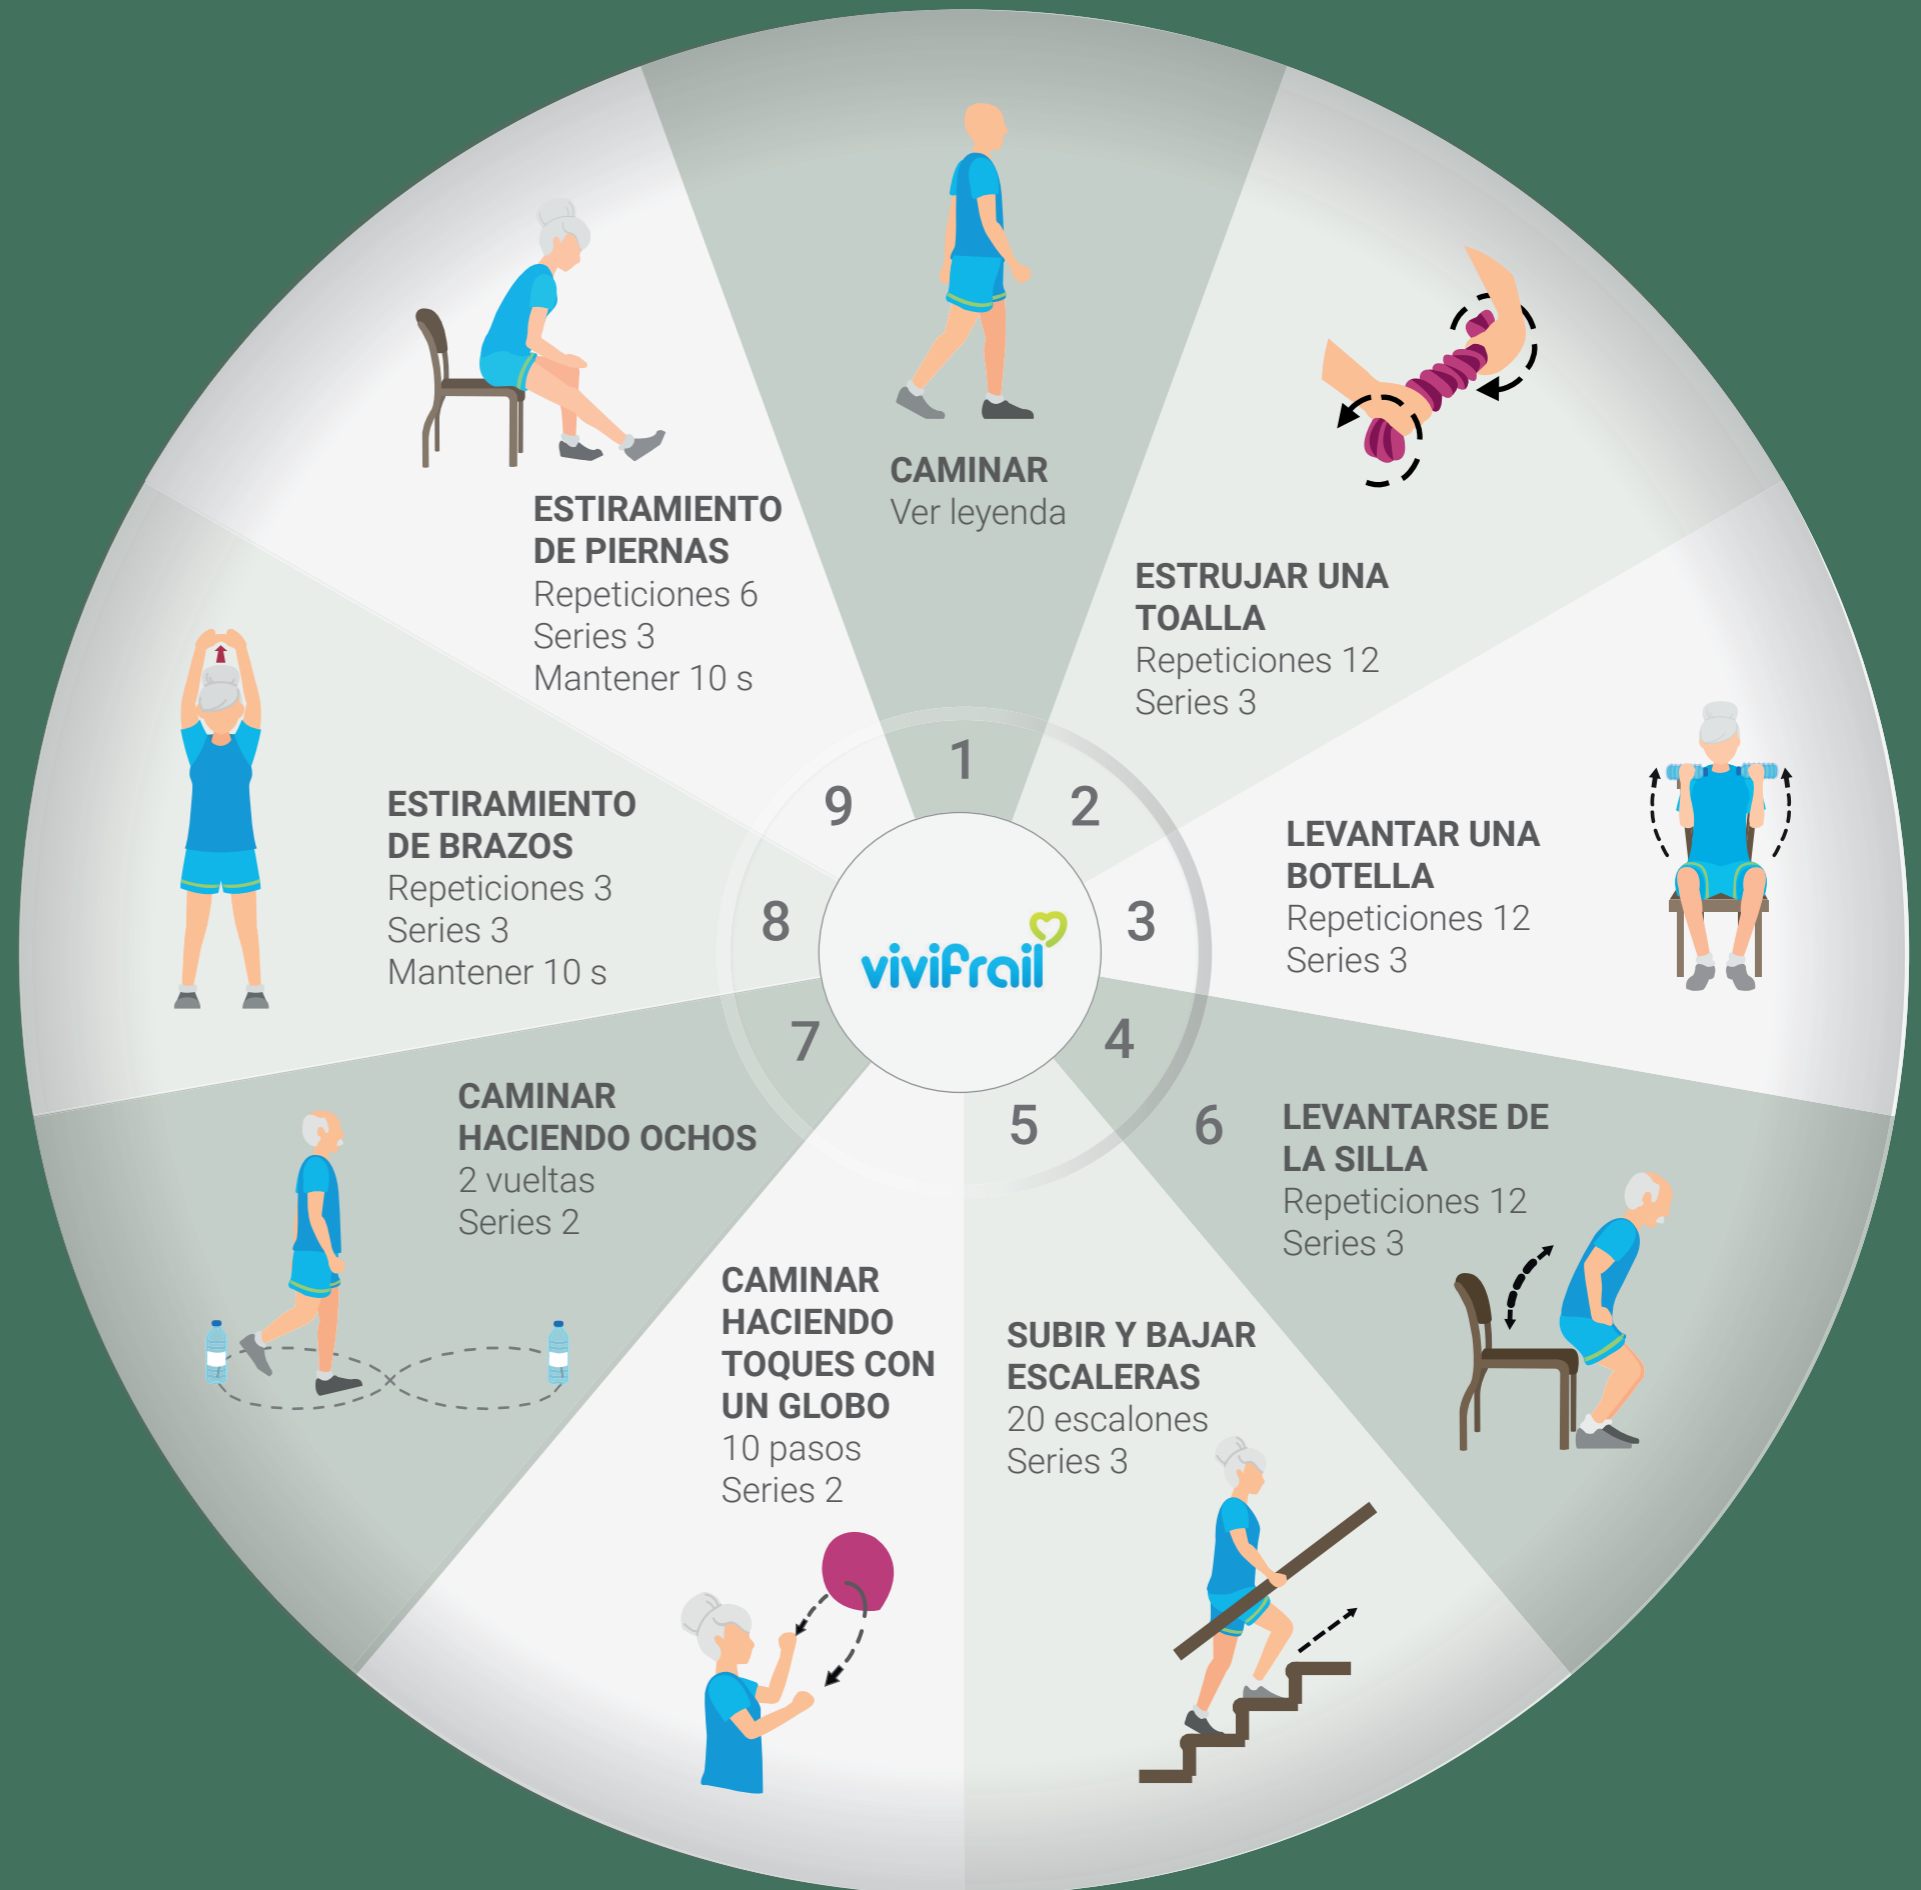 1
CAMINAR
Ver leyenda
2
ESTRUJAR UNA
TOALLA
Repeticiones 12
Series 3
3
LEVANTAR UNA
BOTELLA
Repeticiones 12
Series 3
4
6
LEVANTARSE DE
LA SILLA
Repeticiones 12
Series 3
5
SUBIR Y BAJAR
ESCALERAS
20 escalones
Series 3
CAMINAR
HACIENDO
TOQUES CON
UN GLOBO
10 pasos
Series 2
7
CAMINAR
HACIENDO OCHOS
2 vueltas
Series 2
8
ESTIRAMIENTO
DE BRAZOS
Repeticiones 3
Series 3
Mantener 10 s
9
ESTIRAMIENTO
DE PIERNAS
Repeticiones 6
Series 3
Mantener 10 s
vivifrail